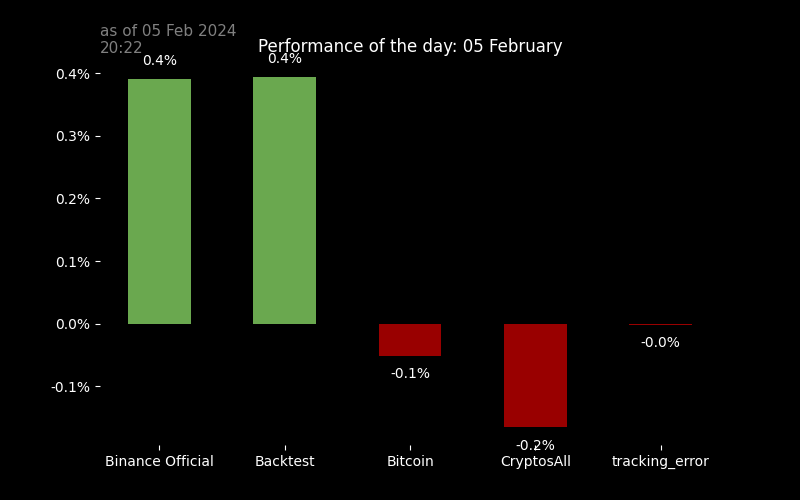 as of 05 Feb 2024
20:22
Performance of the day: 05 February
0.4%
0.4%
0.4%
0.3%
0.2%
0.1%
0.0%
-0.1%
-0.1%
-0.2%
-0.0%
Binance Official
Backtest
Bitcoin
CryptosAll
tracking_error